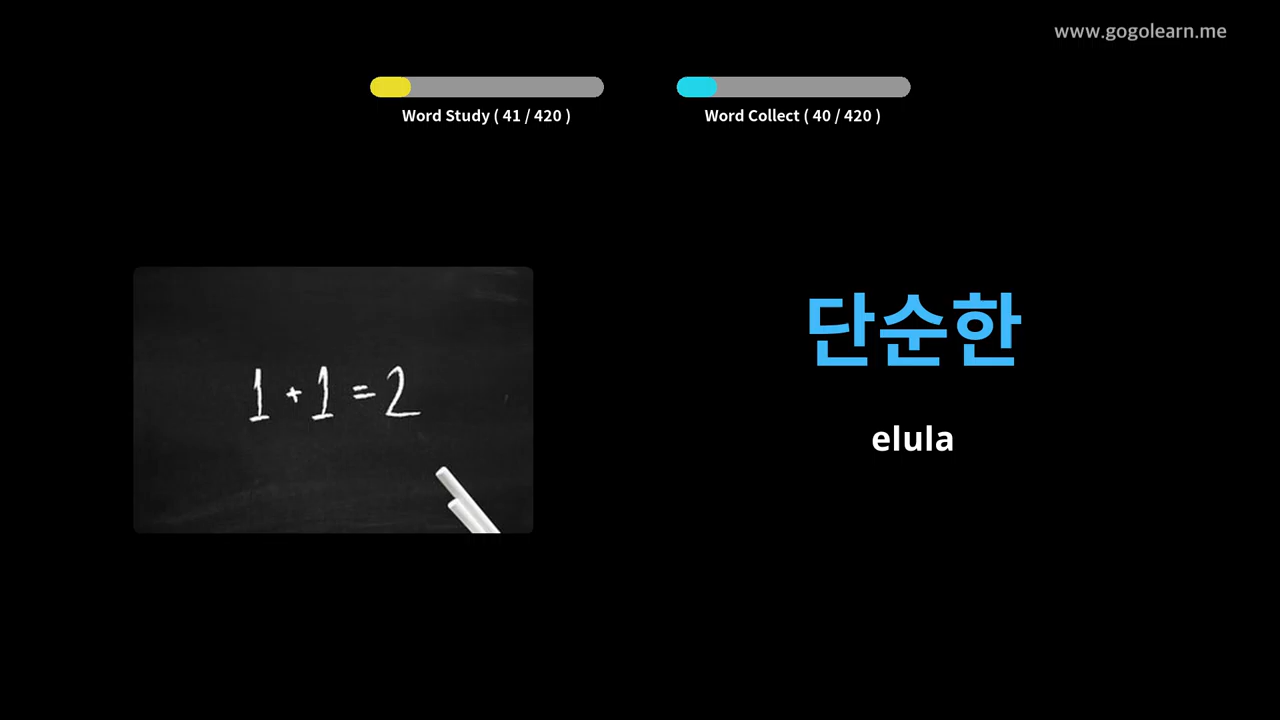 www.gogolearn.me
Word Study ( 41 / 420 )
Word Collect ( 40 / 420 )
1 + 1 = 2
단순한
elula